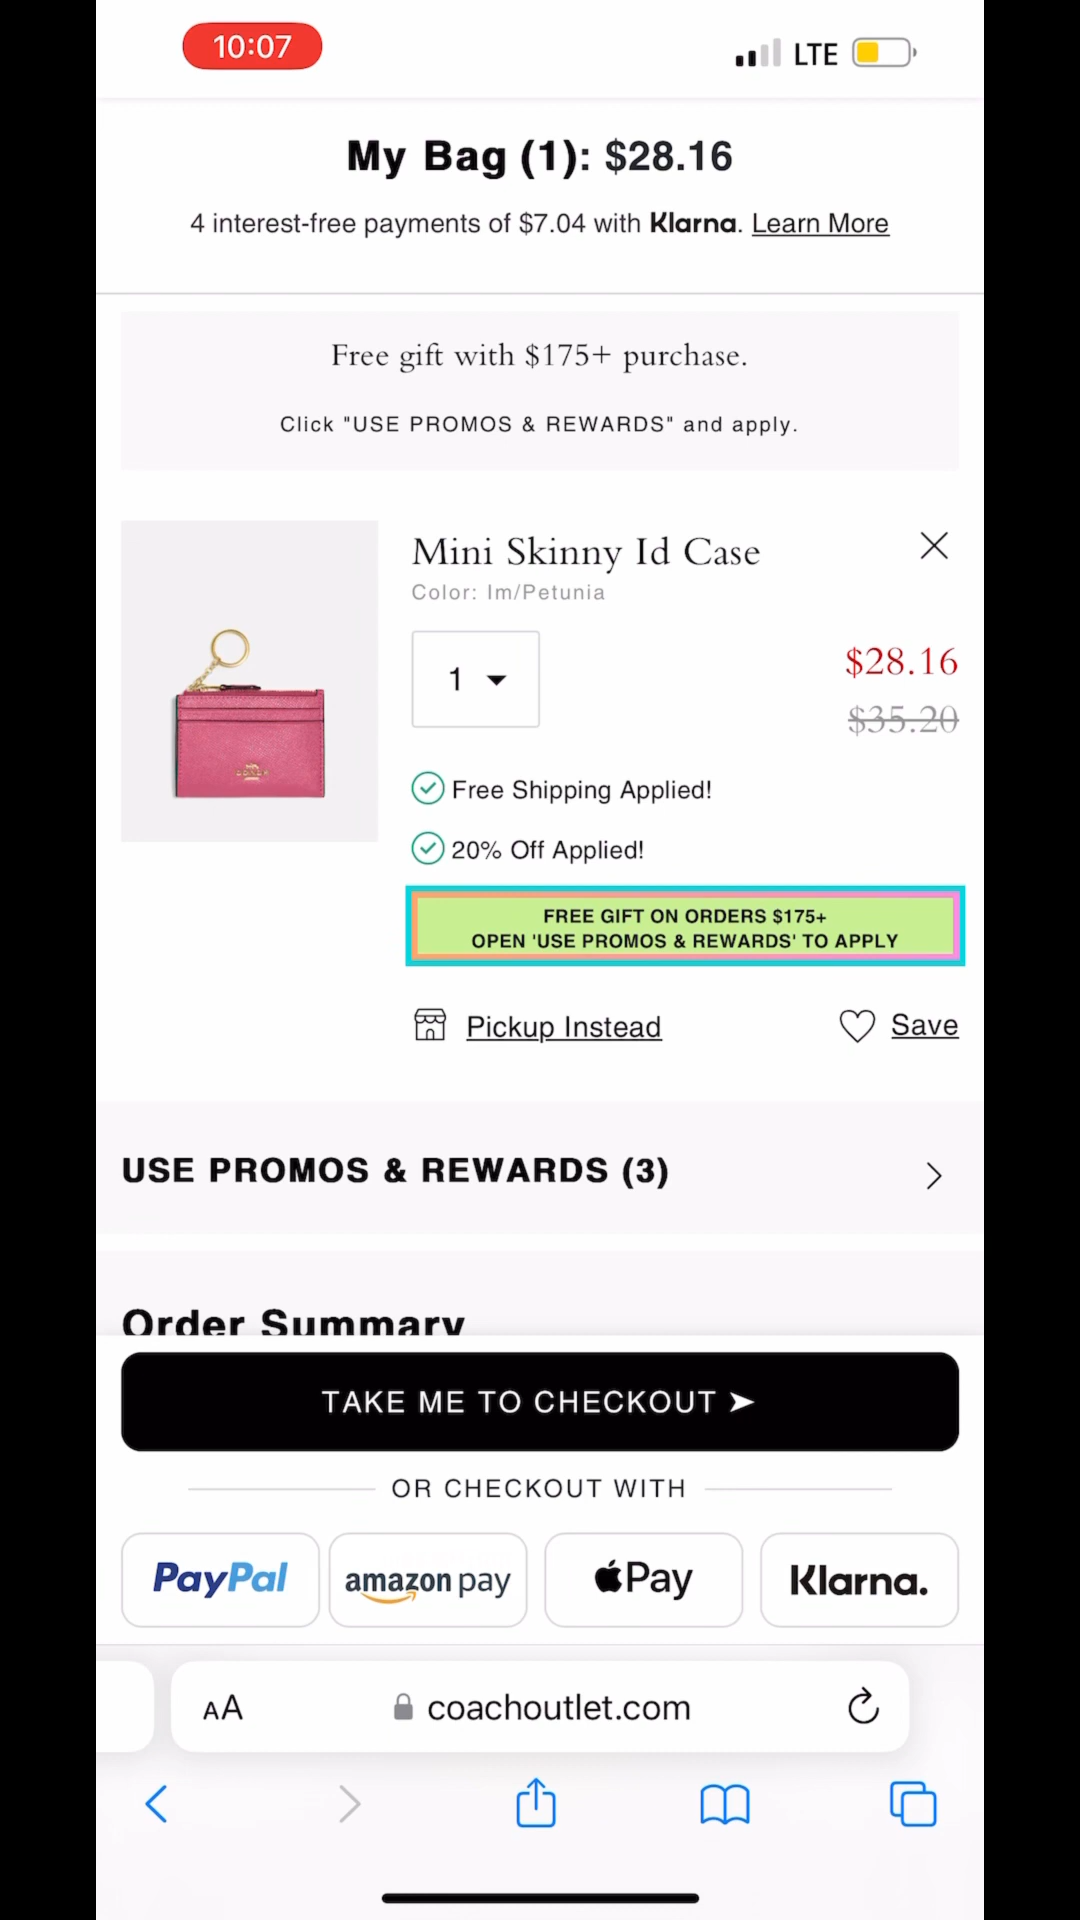 10:07
LTE
My Bag (1): $28.16
4 interest-free payments of $7.04 with Klarna. Learn More
Free gift with $175+ purchase.
Click "USE PROMOS & REWARDS" and apply.
Mini Skinny Id Case
Color: Im/Petunia
1
$28.16
$35.20
COACH
Free Shipping Applied!
20% Off Applied!
FREE GIFT ON ORDERS $175+
OPEN 'USE PROMOS & REWARDS' TO APPLY
Pickup Instead
Save
USE PROMOS & REWARDS (3)
Order Summary
TAKE ME TO CHECKOUT ➤
OR CHECKOUT WITH
PayPal
amazon pay
Pay
Klarna.
AA
coachoutlet.com